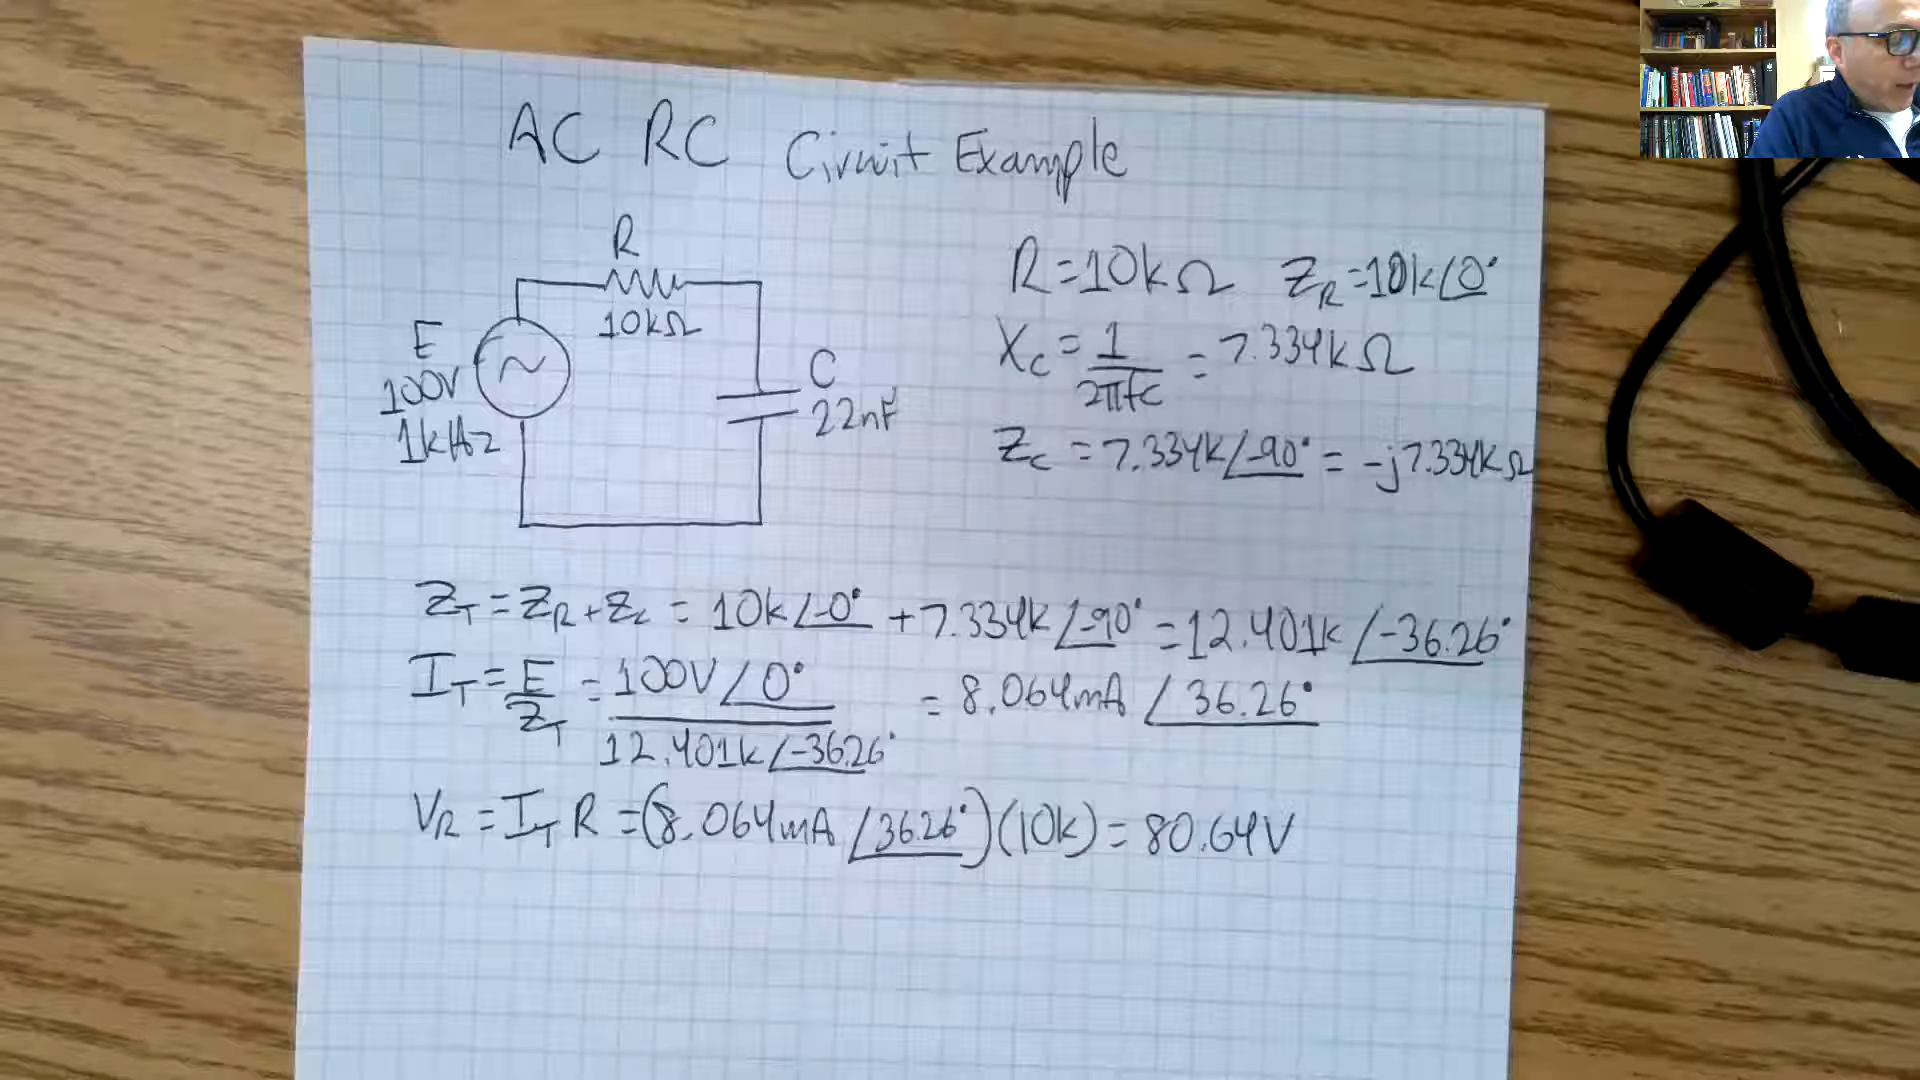 AC RC Circuit Example
R
10kΩ
E
100V
1kHz
C
22nF
R=10kΩ Z_R=10k∠0°
X_C = 1/2πfC = 7.334kΩ
Z_C = 7.334k∠-90° = -j7.334kΩ
Z_T = Z_R + Z_C = 10k∠-0° + 7.334k∠-90° = 12.401k∠-36.26°
I_T = E/Z_T = 100V∠0°/12.401k∠-36.26° = 8.064mA∠36.26°
V_R = I_T R = (8.064mA∠36.26°)(10k) = 80.64V